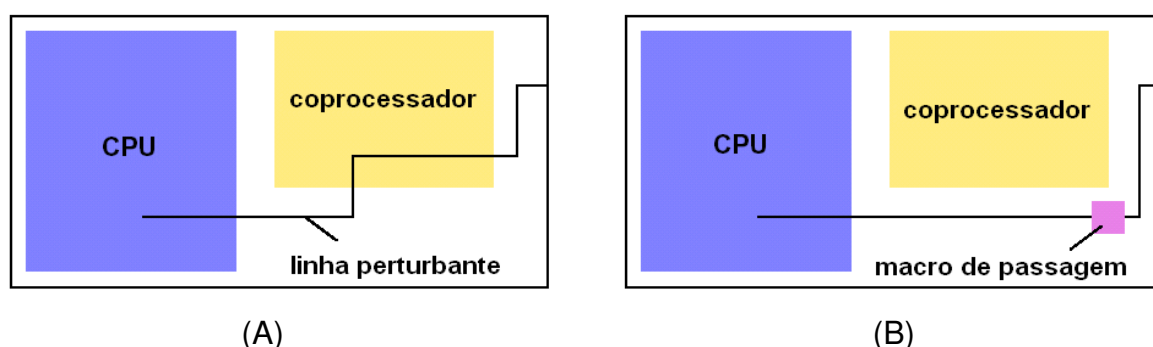 coprocessador
CPU
linha perturbante
(A)
coprocessador
CPU
macro de passagem
(B)